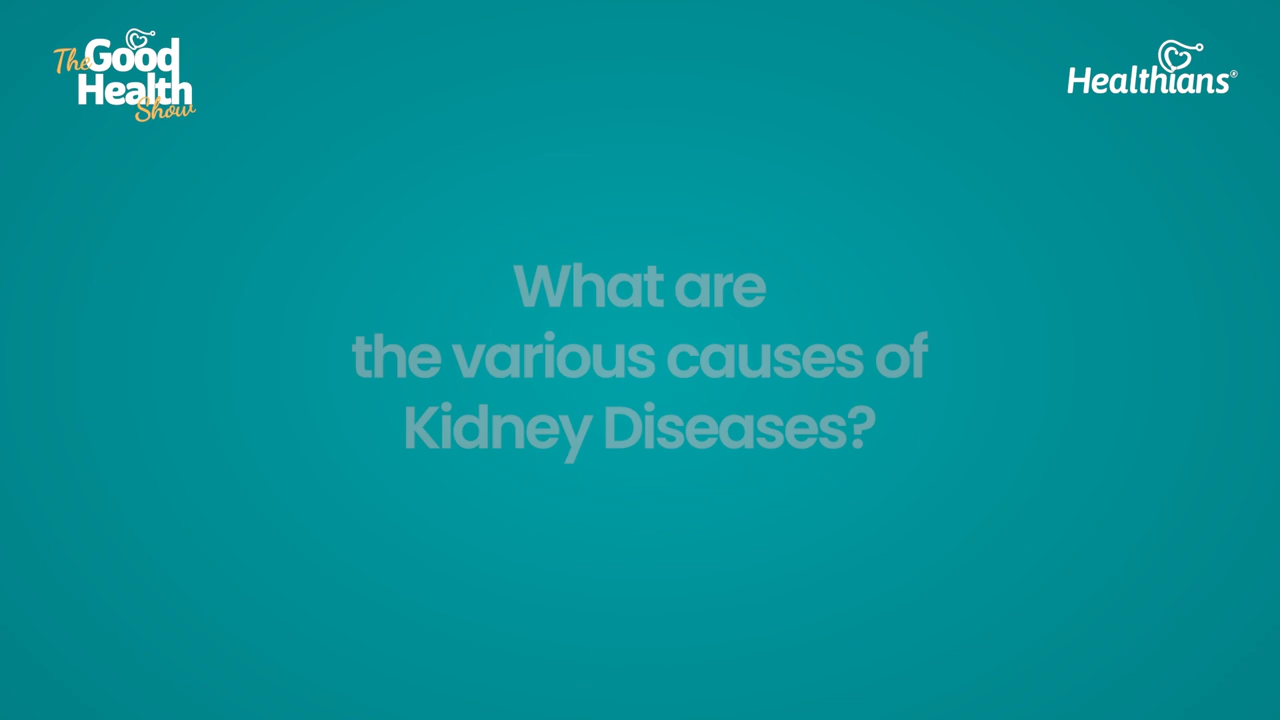 The Good
Health
Show
Healthians®
What are
the various causes of
Kidney Diseases?